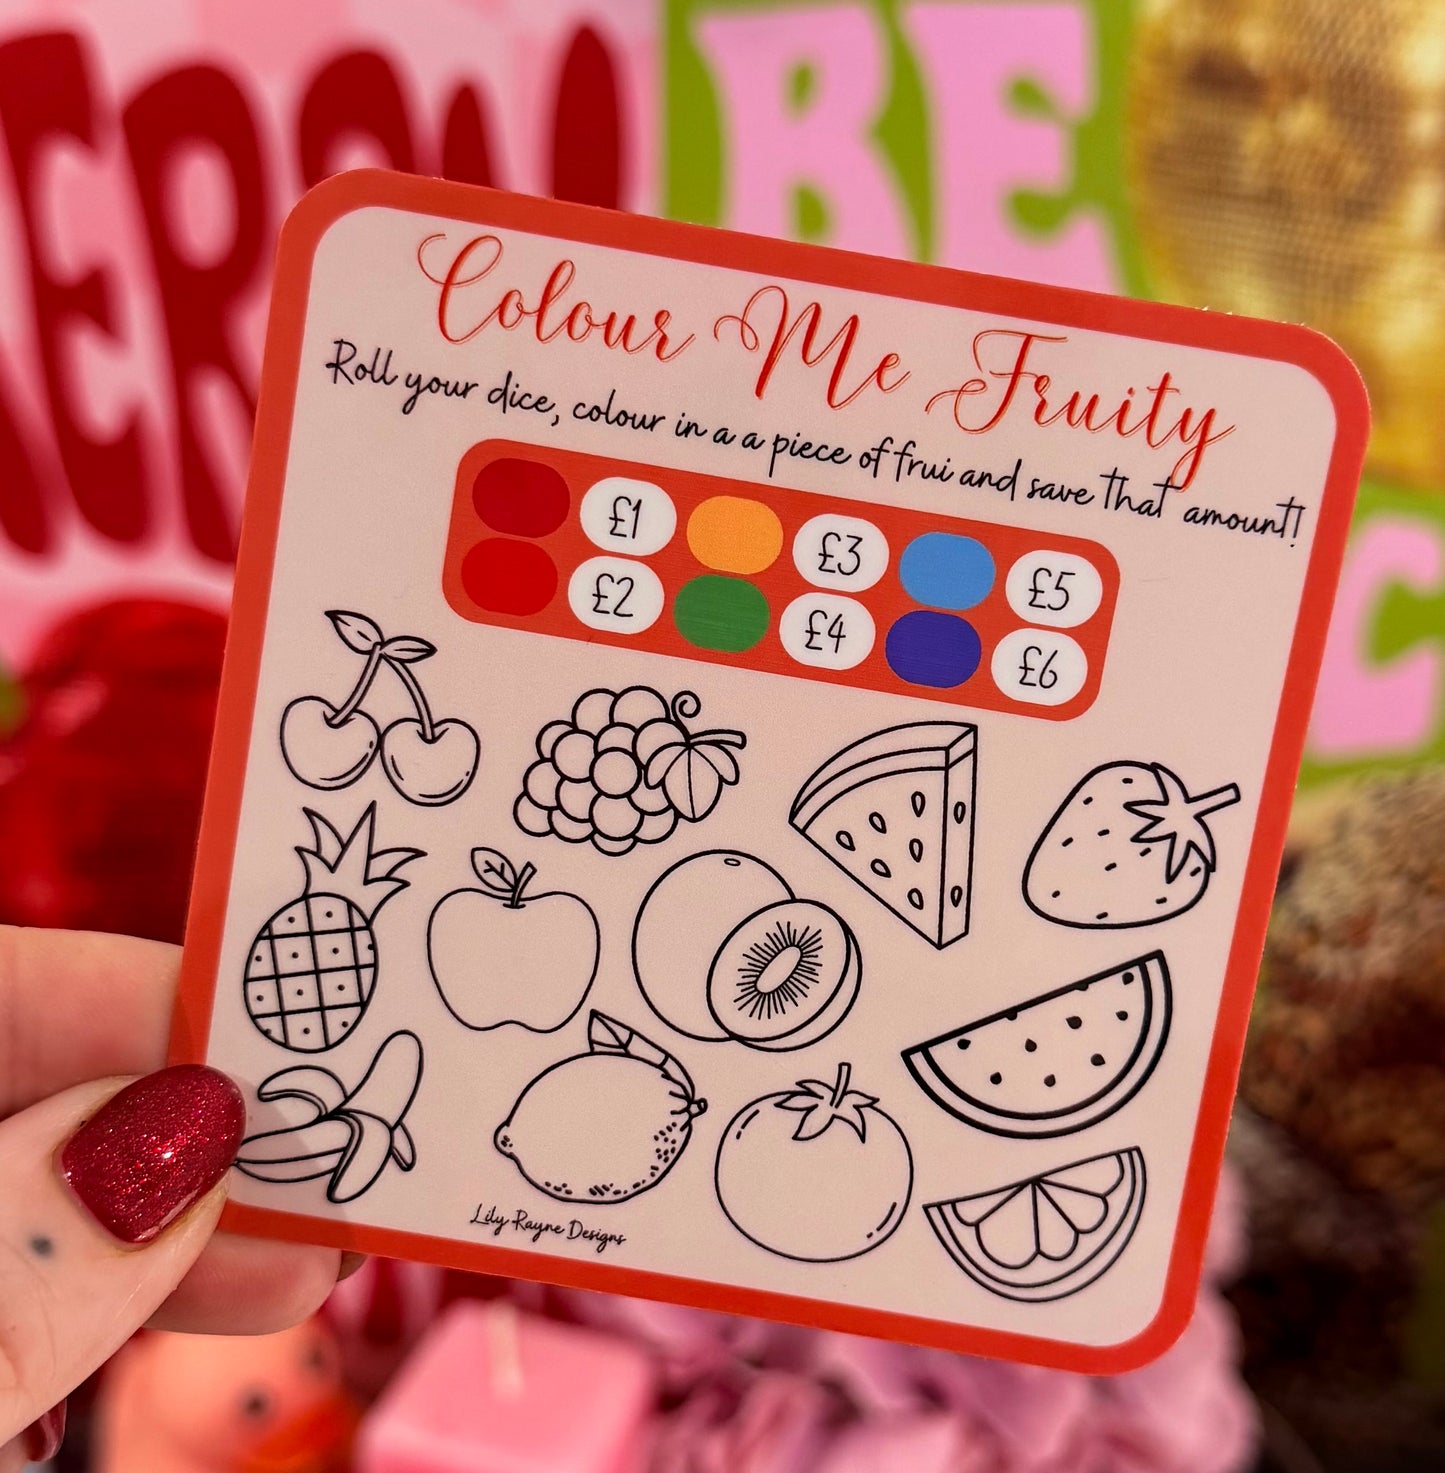 BE
Colour Me Fruity
Roll your dice, colour in a a piece of frui and save that amount!
£1 £3 £5
£2 £4 £6
Lily Rayne Designs